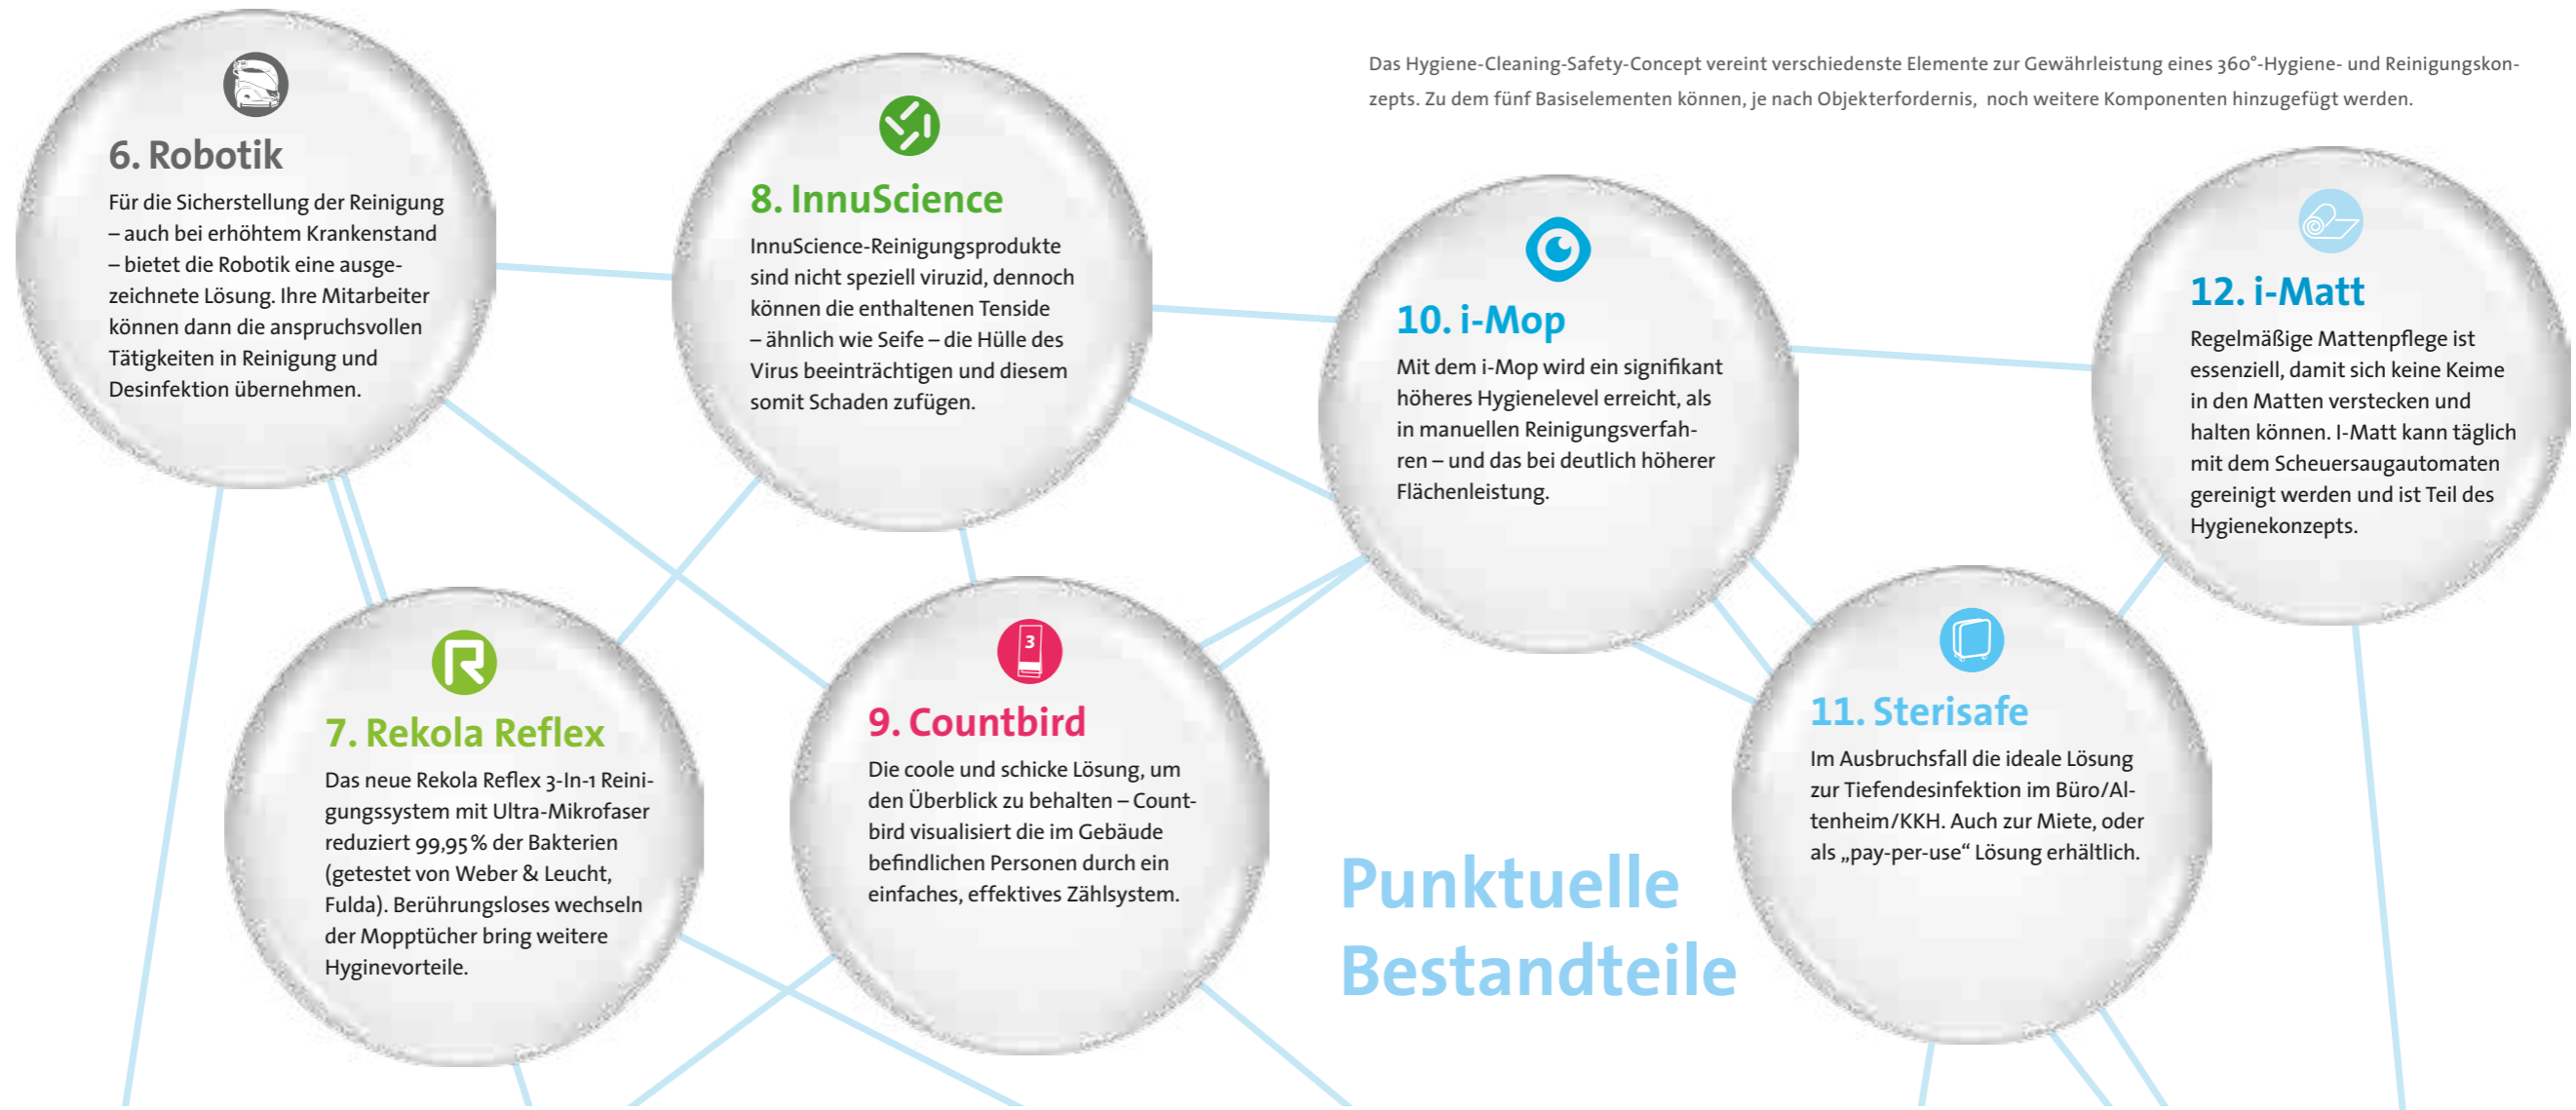 Das Hygiene-Cleaning-Safety-Concept vereint verschiedenste Elemente zur Gewährleistung eines 360°-Hygiene- und Reinigungskon-
zepts. Zu dem fünf Basiselementen können, je nach Objekterfordernis, noch weitere Komponenten hinzugefügt werden.
6. Robotik
Für die Sicherstellung der Reinigung
– auch bei erhöhtem Krankenstand
– bietet die Robotik eine ausge-
zeichnete Lösung. Ihre Mitarbeiter
können dann die anspruchsvollen
Tätigkeiten in Reinigung und
Desinfektion übernehmen.
R
7. Rekola Reflex
Das neue Rekola Reflex 3-In-1 Reini-
gungssystem mit Ultra-Mikrofaser
reduziert 99,95 % der Bakterien
(getestet von Weber & Leucht,
Fulda). Berührungsloses wechseln
der Mopptücher bring weitere
Hyginevorteile.
8. InnuScience
InnuScience-Reinigungsprodukte
sind nicht speziell viruzid, dennoch
können die enthaltenen Tenside
– ähnlich wie Seife – die Hülle des
Virus beeinträchtigen und diesem
somit Schaden zufügen.
3
9. Countbird
Die coole und schicke Lösung, um
den Überblick zu behalten – Count-
bird visualisiert die im Gebäude
befindlichen Personen durch ein
einfaches, effektives Zählsystem.
10. i-Mop
Mit dem i-Mop wird ein signifikant
höheres Hygienelevel erreicht, als
in manuellen Reinigungsverfah-
ren – und das bei deutlich höherer
Flächenleistung.
11. Sterisafe
Im Ausbruchsfall die ideale Lösung
zur Tiefendesinfektion im Büro/Al-
tenheim/KKH. Auch zur Miete, oder
als „pay-per-use“ Lösung erhältlich.
12. i-Matt
Regelmäßige Mattenpflege ist
essenziell, damit sich keine Keime
in den Matten verstecken und
halten können. I-Matt kann täglich
mit dem Scheuersaugautomaten
gereinigt werden und ist Teil des
Hygienekonzepts.
Punktuelle
Bestandteile